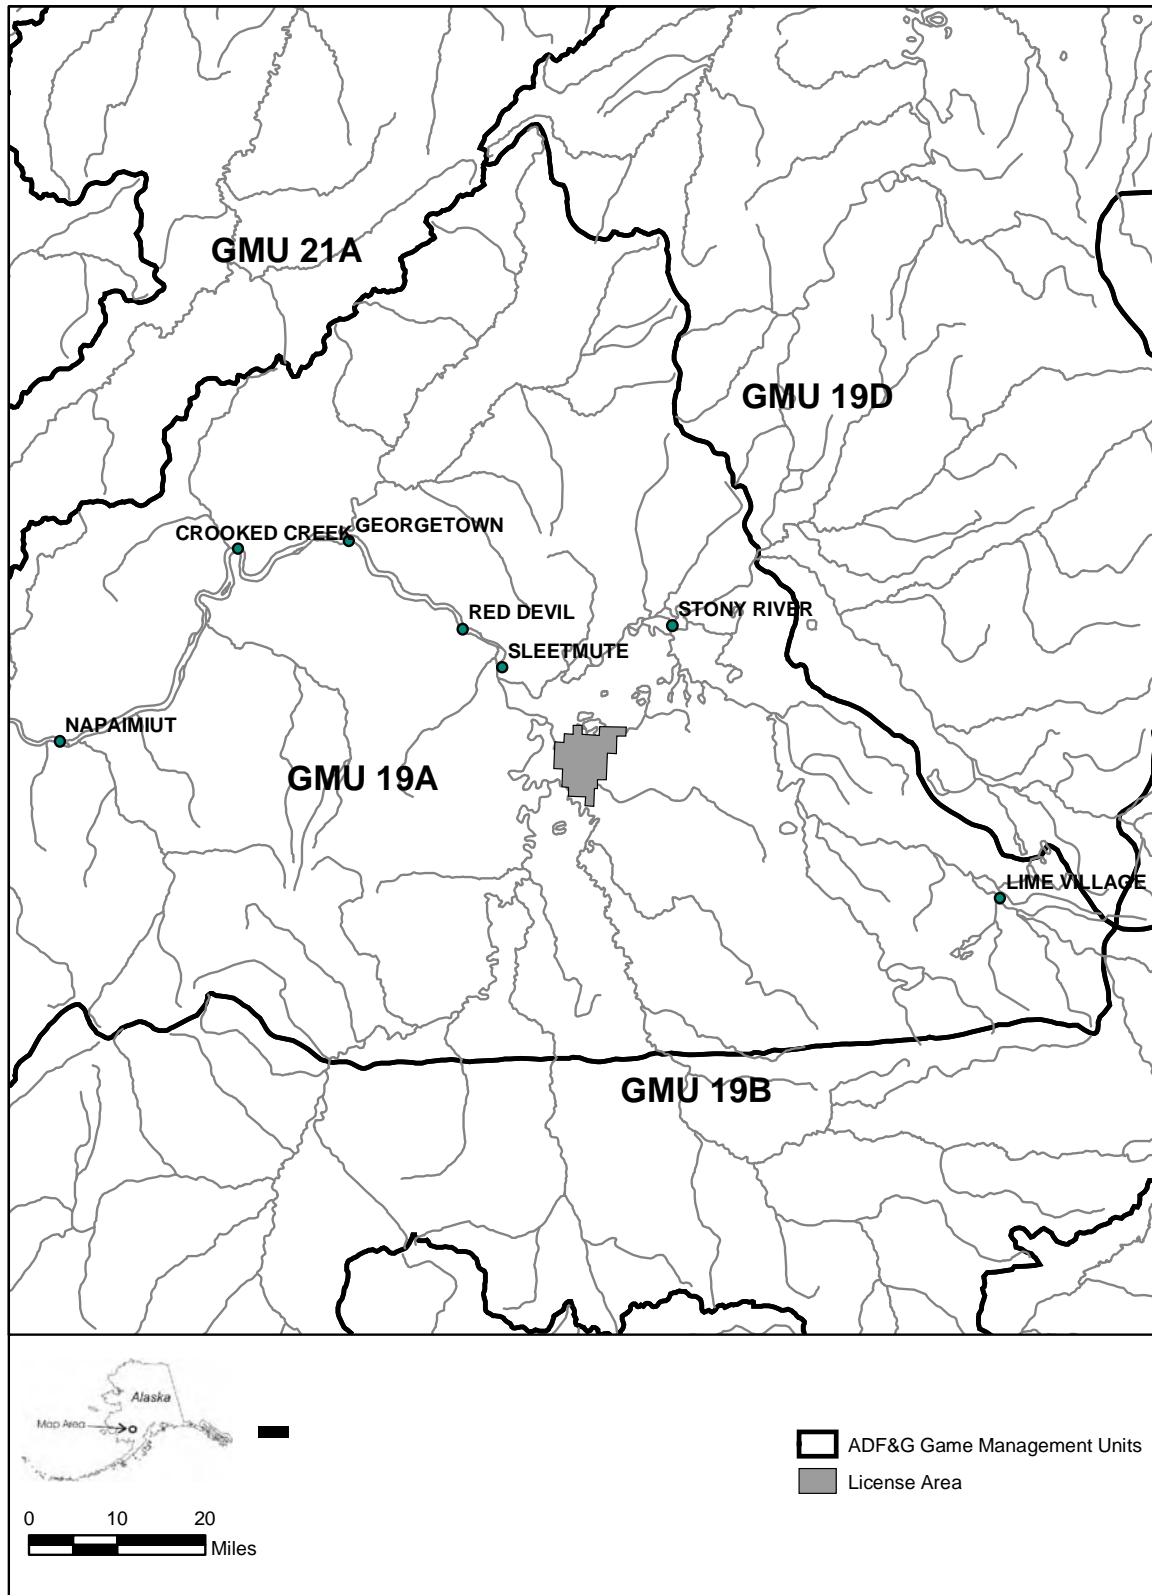 GMU 21A
GMU 19D
CROOKED CREEK
GEORGETOWN
RED DEVIL
STONY RIVER
SLEETMUTE
NAPAIMIUT
GMU 19A
LIME VILLAGE
GMU 19B
Alaska
Map Area
ADF&G Game Management Units
License Area
0 10 20
Miles